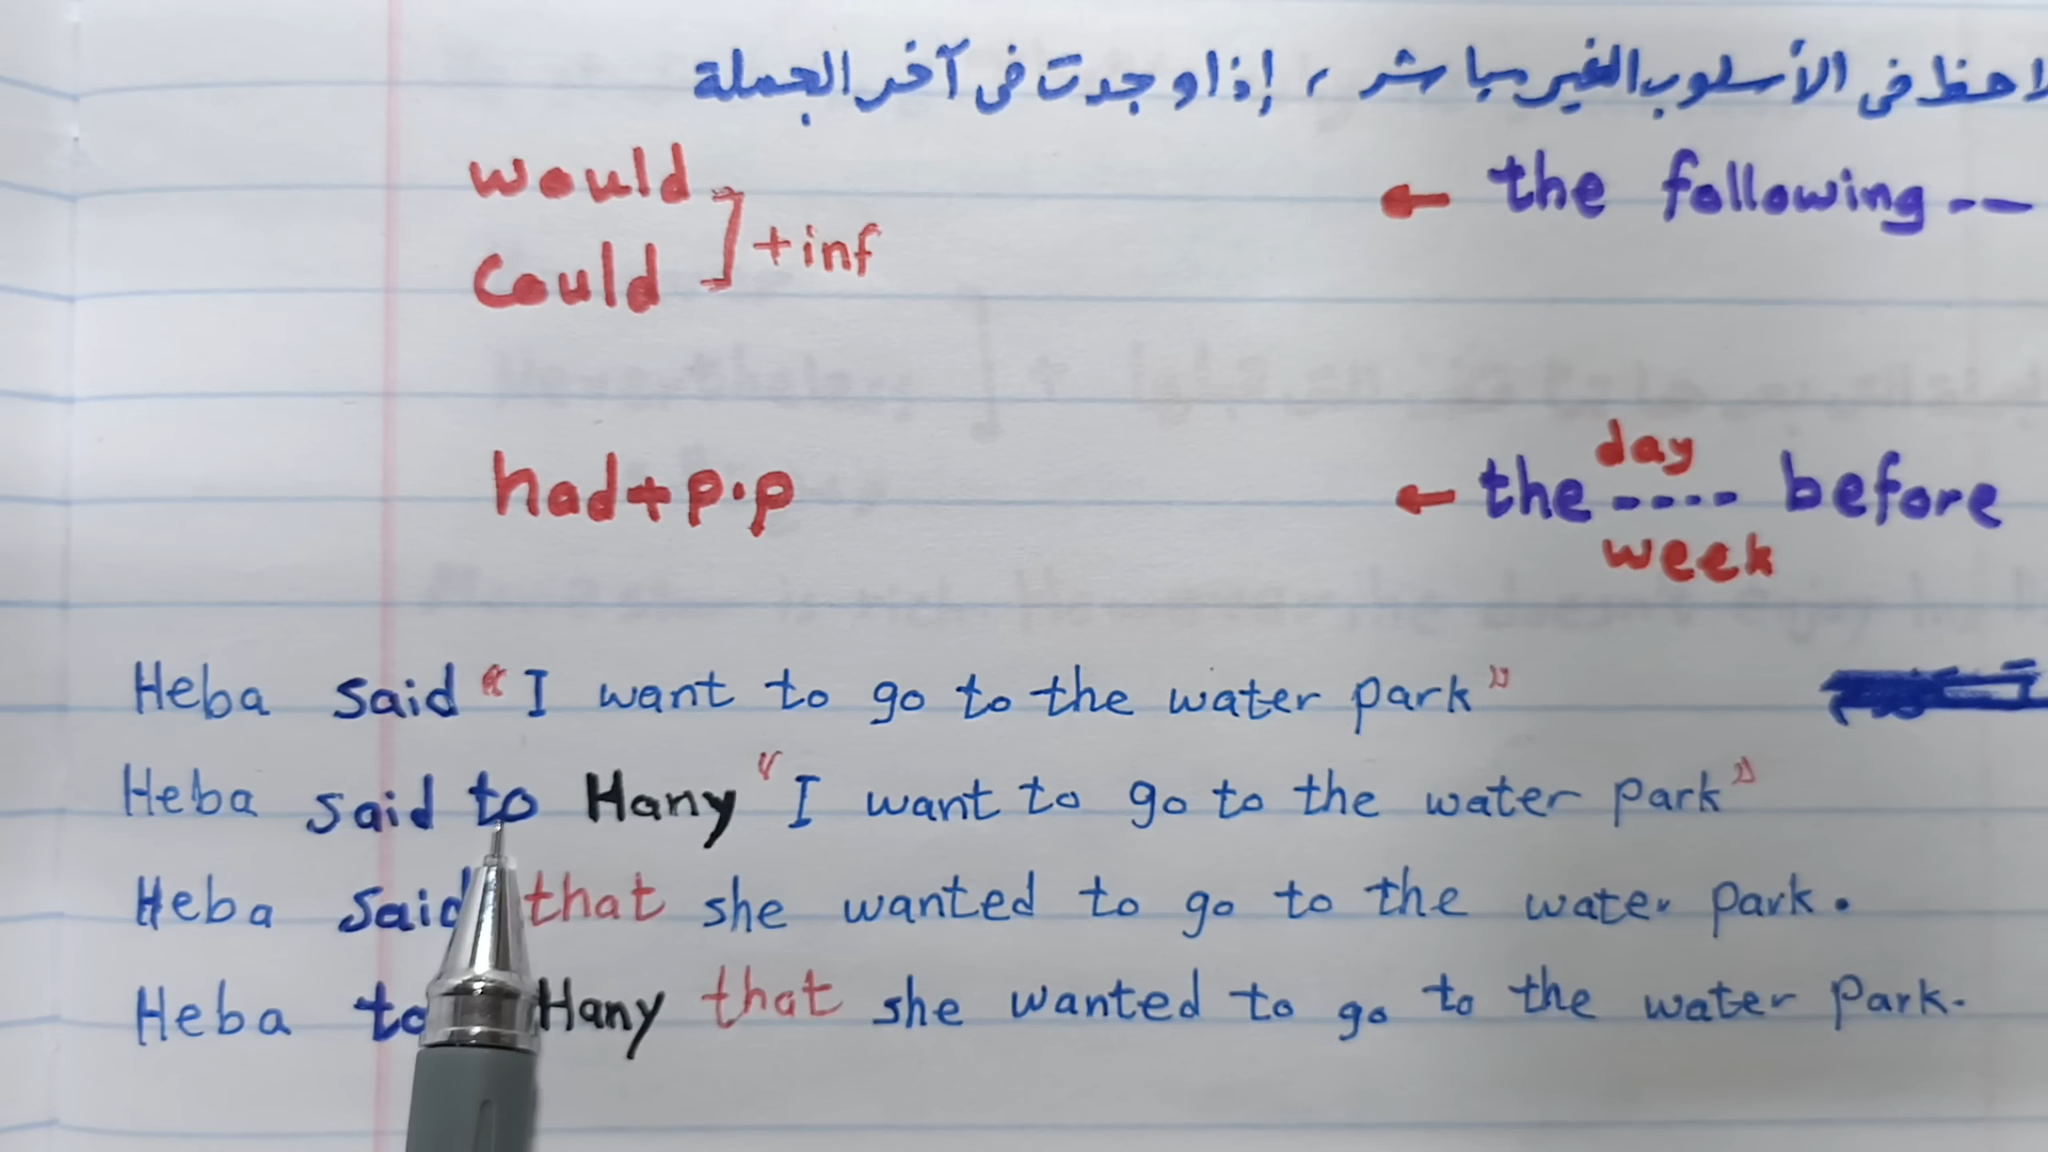 لاحظ فى الأسلوب الغير مباشر ، إذا وجدت فى آخر الجملة
the following -- ← would could ] + inf
the day .... week before ← had + p.p
Heba said "I want to go to the water park"
Heba said to Hany "I want to go to the water park"
Heba said that she wanted to go to the water park.
Heba Hany that she wanted to go to the water park.